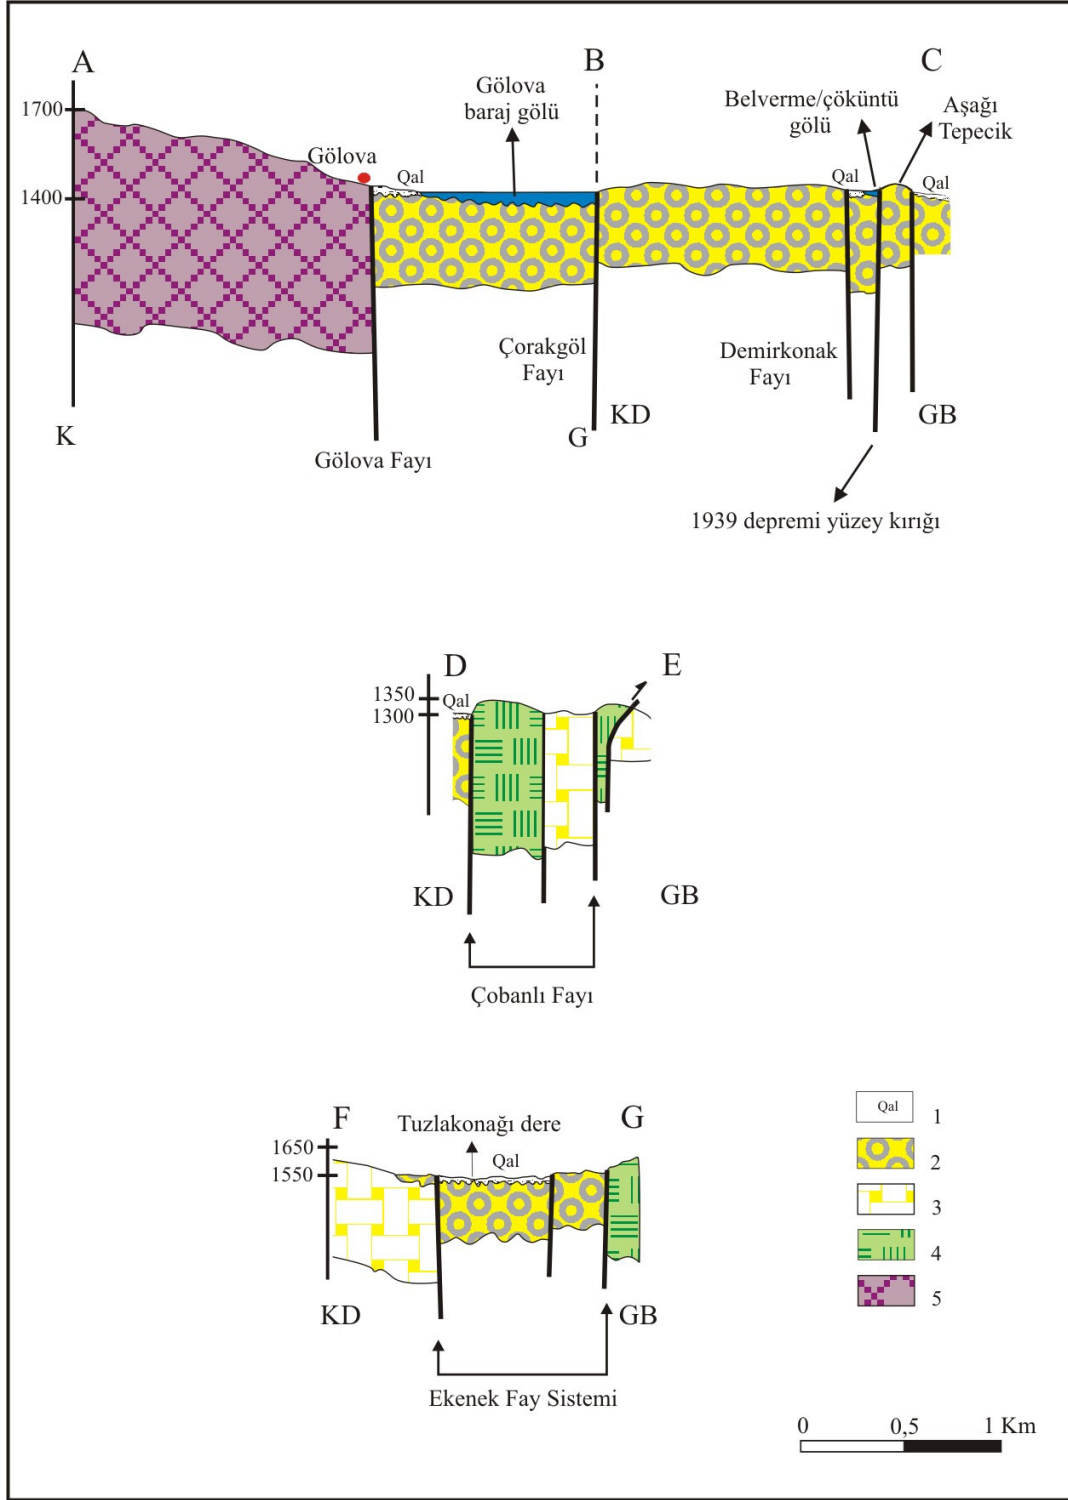 A
B
C
Gölova
baraj gölü
Belverme/çöküntü
gölü
Aşağı
Tepecik
1700
1400
Gölova
Qal
Qal
Qal
Çorakgöl
Fayı
Demirkonak
Fayı
K
G
KD
GB
Gölova Fayı
1939 depremi yüzey kırığı
D
E
1350
1300
Qal
KD
GB
Çobanlı Fayı
F
G
Tuzlakonağı dere
1650
1550
Qal
KD
GB
Ekenek Fay Sistemi
Qal 1
2
3
4
5
0 0,5 1 Km